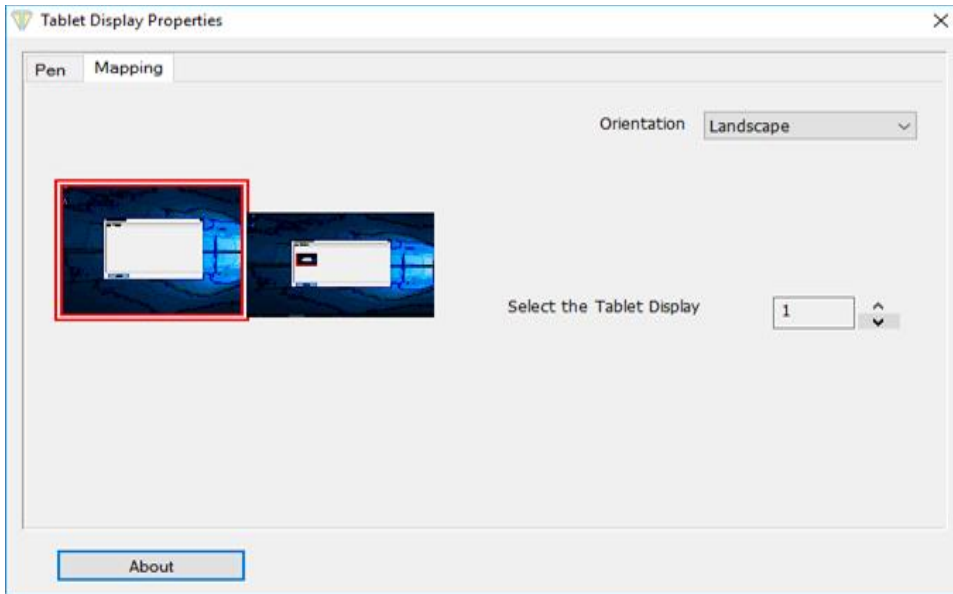 Tablet Display Properties
Pen
Mapping
Orientation
Landscape
Select the Tablet Display
1
About